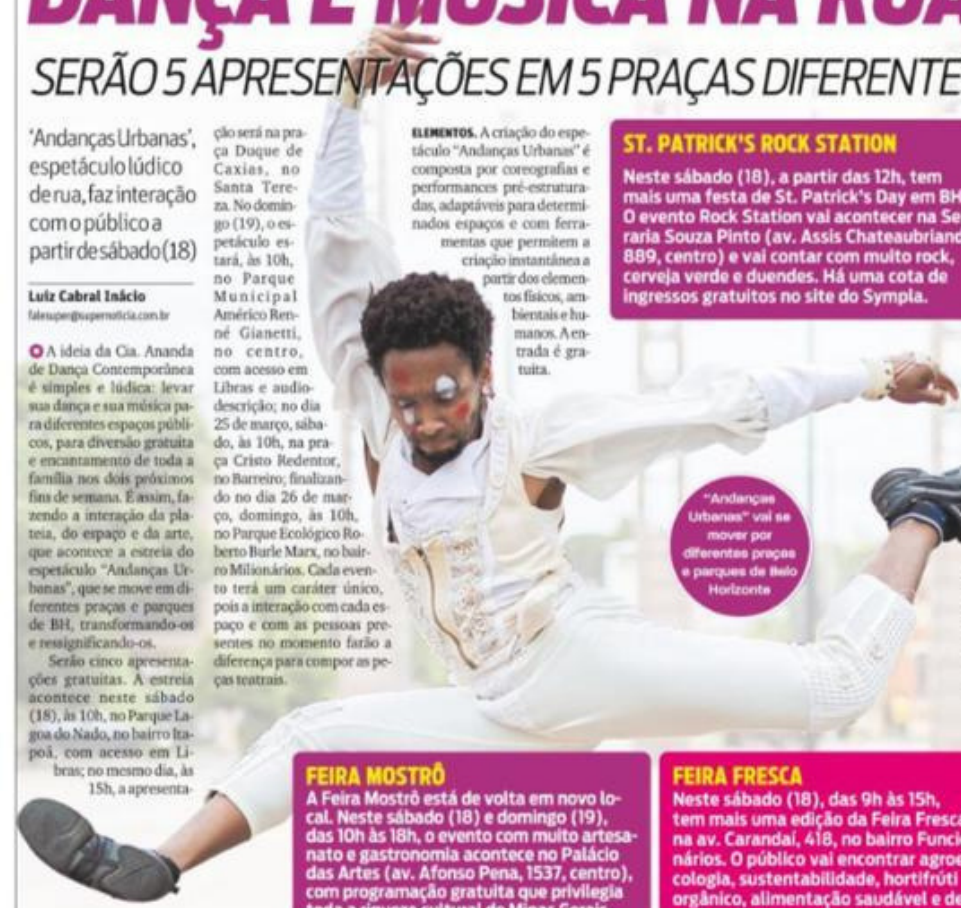 DANÇA E MÚSICA NA RUA
SERÃO 5 APRESENTAÇÕES EM 5 PRAÇAS DIFERENTE
'Andanças Urbanas',
espetáculo lúdico
de rua, faz interação
com o público a
partir de sábado (18)
Luiz Cabral Inácio
falesuper@supernoticia.com.br
A ideia da Cia. Ananda
de Dança Contemporânea
é simples e lúdica: levar
sua dança e sua música pa-
ra diferentes espaços públi-
cos, para diversão gratuita
e encantamento de toda a
família nos dois próximos
fins de semana. É assim, fa-
zendo a interação da pla-
teia, do espaço e da arte,
que acontece a estreia do
espetáculo "Andanças Ur-
banas", que se move em di-
ferentes praças e parques
de BH, transformando-os
e ressignificando-os.
Serão cinco apresenta-
ções gratuitas. A estreia
acontece neste sábado
(18), às 10h, no Parque La-
goa do Nado, no bairro Ita-
poã, com acesso em Li-
bras; no mesmo dia, às
15h, a apresenta-
ção será na pra-
ça Duque de
Caxias, no
Santa Tere-
za. No domin-
go (19), o es-
petáculo es-
tará, às 10h,
no Parque
Municipal
Américo Ren-
né Gianetti,
no centro,
com acesso em
Libras e audio-
descrição; no dia
25 de março, sába-
do, às 10h, na pra-
ça Cristo Redentor,
no Barreiro; finalizan-
do no dia 26 de mar-
ço, domingo, às 10h,
no Parque Ecológico Ro-
berto Burle Marx, no bair-
ro Milionários. Cada even-
to terá um caráter único,
pois a interação com cada es-
paço e com as pessoas pre-
sentes no momento farão a
diferença para compor as pe-
ças teatrais.
ELEMENTOS. A criação do espe-
táculo "Andanças Urbanas" é
composta por coreografias e
performances pré-estrutura-
das, adaptáveis para determi-
nados espaços e com ferra-
mentas que permitem a
criação instantânea a
partir dos elemen-
tos físicos, am-
bientais e hu-
manos. A en-
trada é gra-
tuita.
ST. PATRICK'S ROCK STATION
Neste sábado (18), a partir das 12h, tem
mais uma festa de St. Patrick's Day em BH
O evento Rock Station vai acontecer na Se
raria Souza Pinto (av. Assis Chateaubriand
889, centro) e vai contar com muito rock,
cerveja verde e duendes. Há uma cota de
ingressos gratuitos no site do Sympla.
"Andanças
Urbanas" vai se
mover por
diferentes praças
e parques de Belo
Horizonte
FEIRA MOSTRÔ
A Feira Mostrô está de volta em novo lo-
cal. Neste sábado (18) e domingo (19),
das 10h às 18h, o evento com muito artesa-
nato e gastronomia acontece no Palácio
das Artes (av. Afonso Pena, 1537, centro),
com programação gratuita que privilegia
toda a riqueza cultural de Minas Gerais
FEIRA FRESCA
Neste sábado (18), das 9h às 15h,
tem mais uma edição da Feira Fresca
na av. Carandaí, 418, no bairro Funcio
nários. O público vai encontrar agroe
cologia, sustentabilidade, hortifrúti
orgânico, alimentação saudável e de